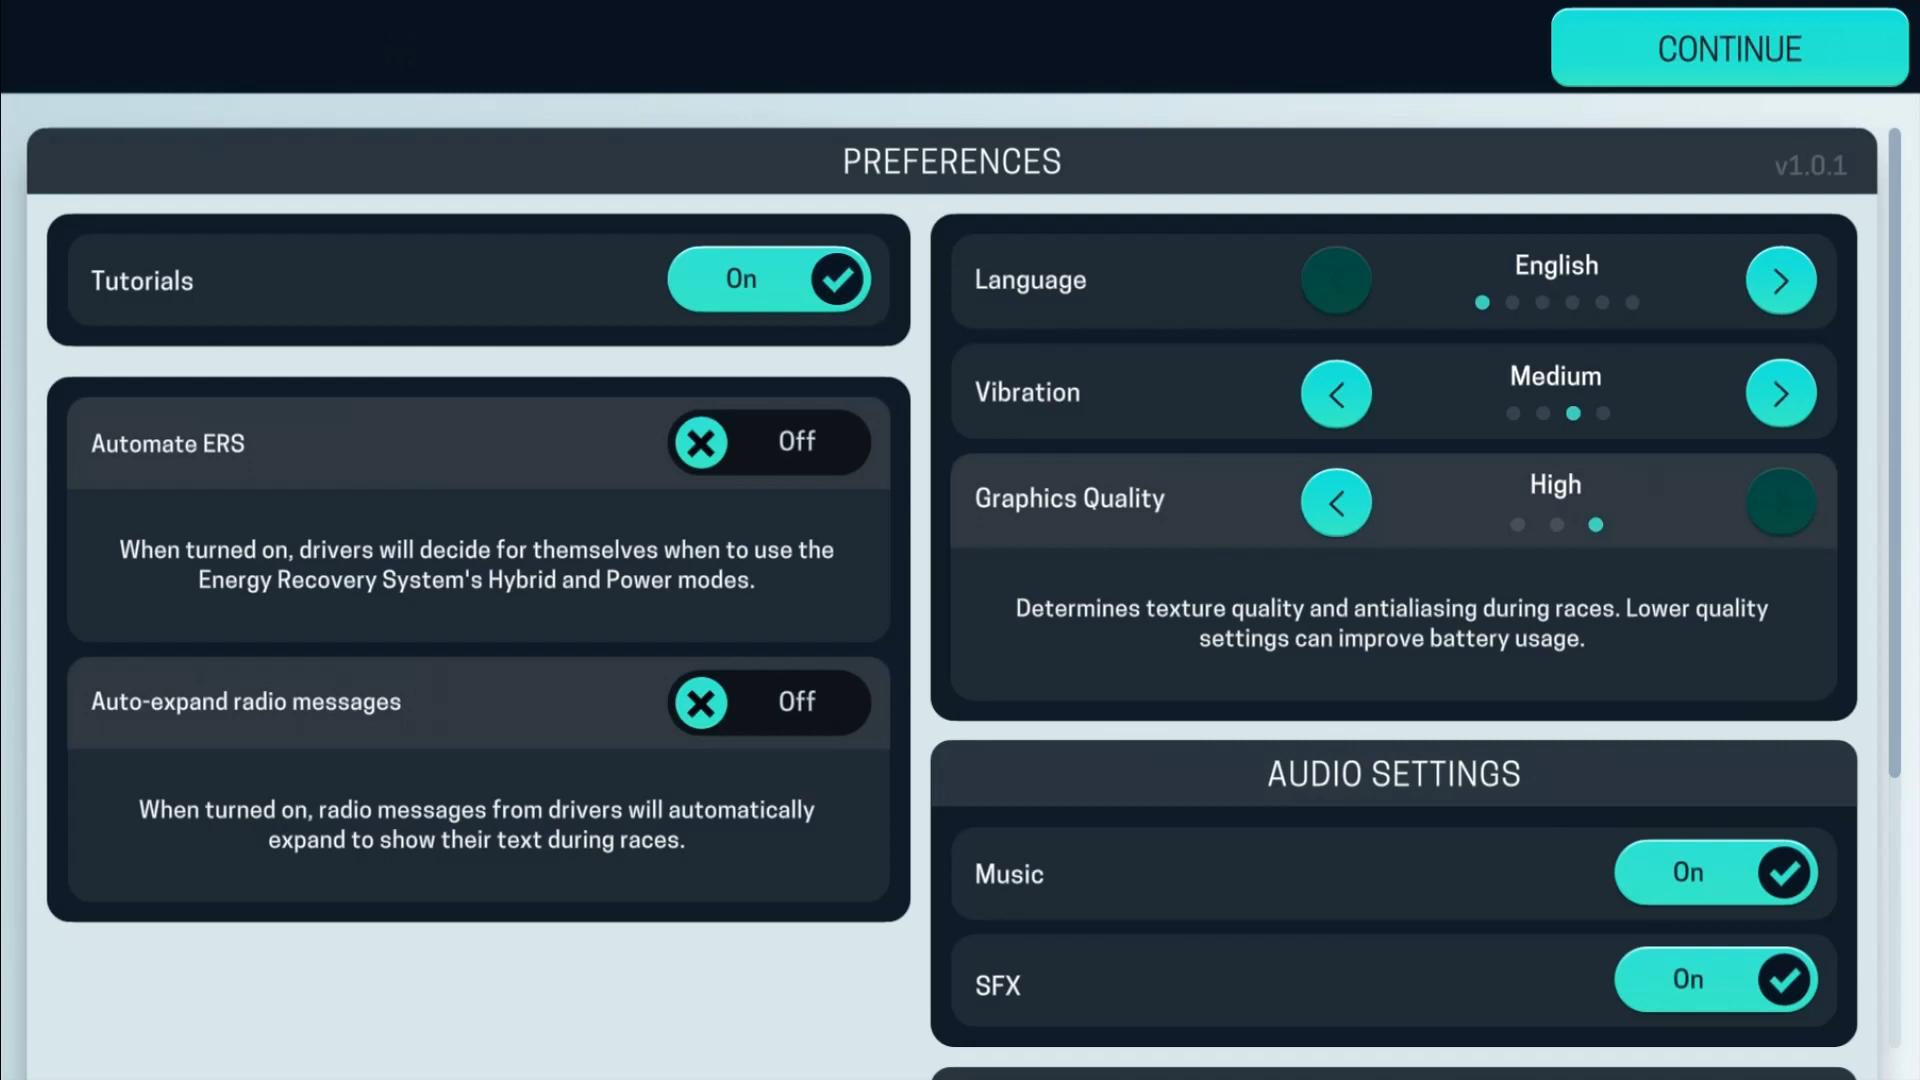 CONTINUE
PREFERENCES
v1.0.1
Tutorials
On
Automate ERS
Off
When turned on, drivers will decide for themselves when to use the
Energy Recovery System's Hybrid and Power modes.
Auto-expand radio messages
Off
When turned on, radio messages from drivers will automatically
expand to show their text during races.
Language
English
Vibration
Medium
Graphics Quality
High
Determines texture quality and antialiasing during races. Lower quality
settings can improve battery usage.
AUDIO SETTINGS
Music
On
SFX
On